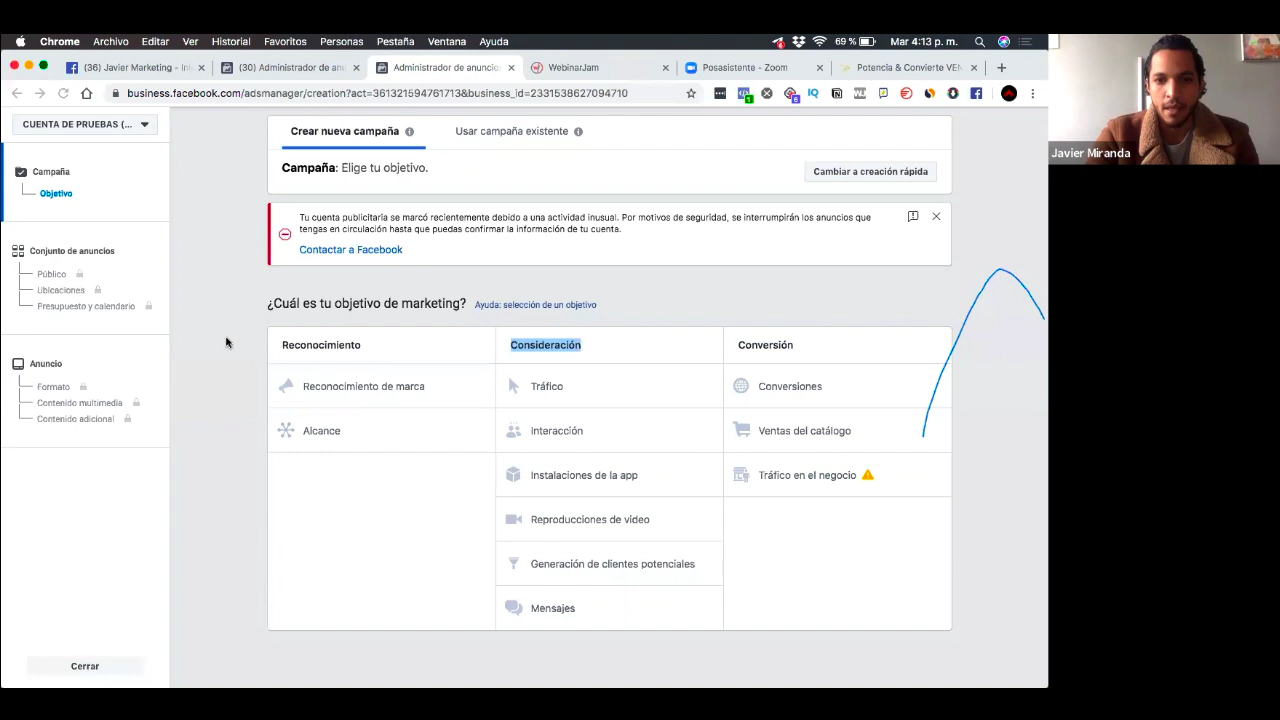 Chrome Archivo Editar Ver Historial Favoritos Personas Pestaña Ventana Ayuda 69 % Mar 4:13 p. m.
(36) Javier Marketing - (30) Administrador de Administrador de anuncios WebinarJam Posasistente - Zoom Potencia & Convierte
business.facebook.com/adsmanager/creation?act=361321594761713&business_id=2331538627094710
CUENTA DE PRUEBAS (...
Campaña
Objetivo
Conjunto de anuncios
Público
Ubicaciones
Presupuesto y calendario
Anuncio
Formato
Contenido multimedia
Contenido adicional
Cerrar
Crear nueva campaña Usar campaña existente
Campaña: Elige tu objetivo. Cambiar a creación rápida
Tu cuenta publicitaria se marcó recientemente debido a una actividad inusual. Por motivos de seguridad, se interrumpirán los anuncios que
tengas en circulación hasta que puedas confirmar la información de tu cuenta.
Contactar a Facebook
¿Cuál es tu objetivo de marketing? Ayuda: selección de un objetivo
Reconocimiento Consideración Conversión
Reconocimiento de marca Tráfico Conversiones
Alcance Interacción Ventas del catálogo
Instalaciones de la app Tráfico en el negocio
Reproducciones de video
Generación de clientes potenciales
Mensajes
Javier Miranda